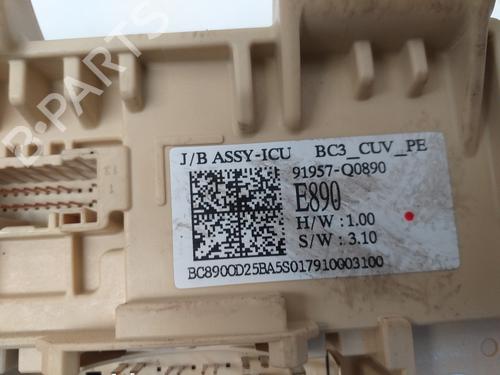 B-PARTS
J/B ASSY-ICU BC3_CUV_PE
91957-Q0890
E890
H/W : 1.00
S/W : 3.10
BC8900D25BA5S017910003100